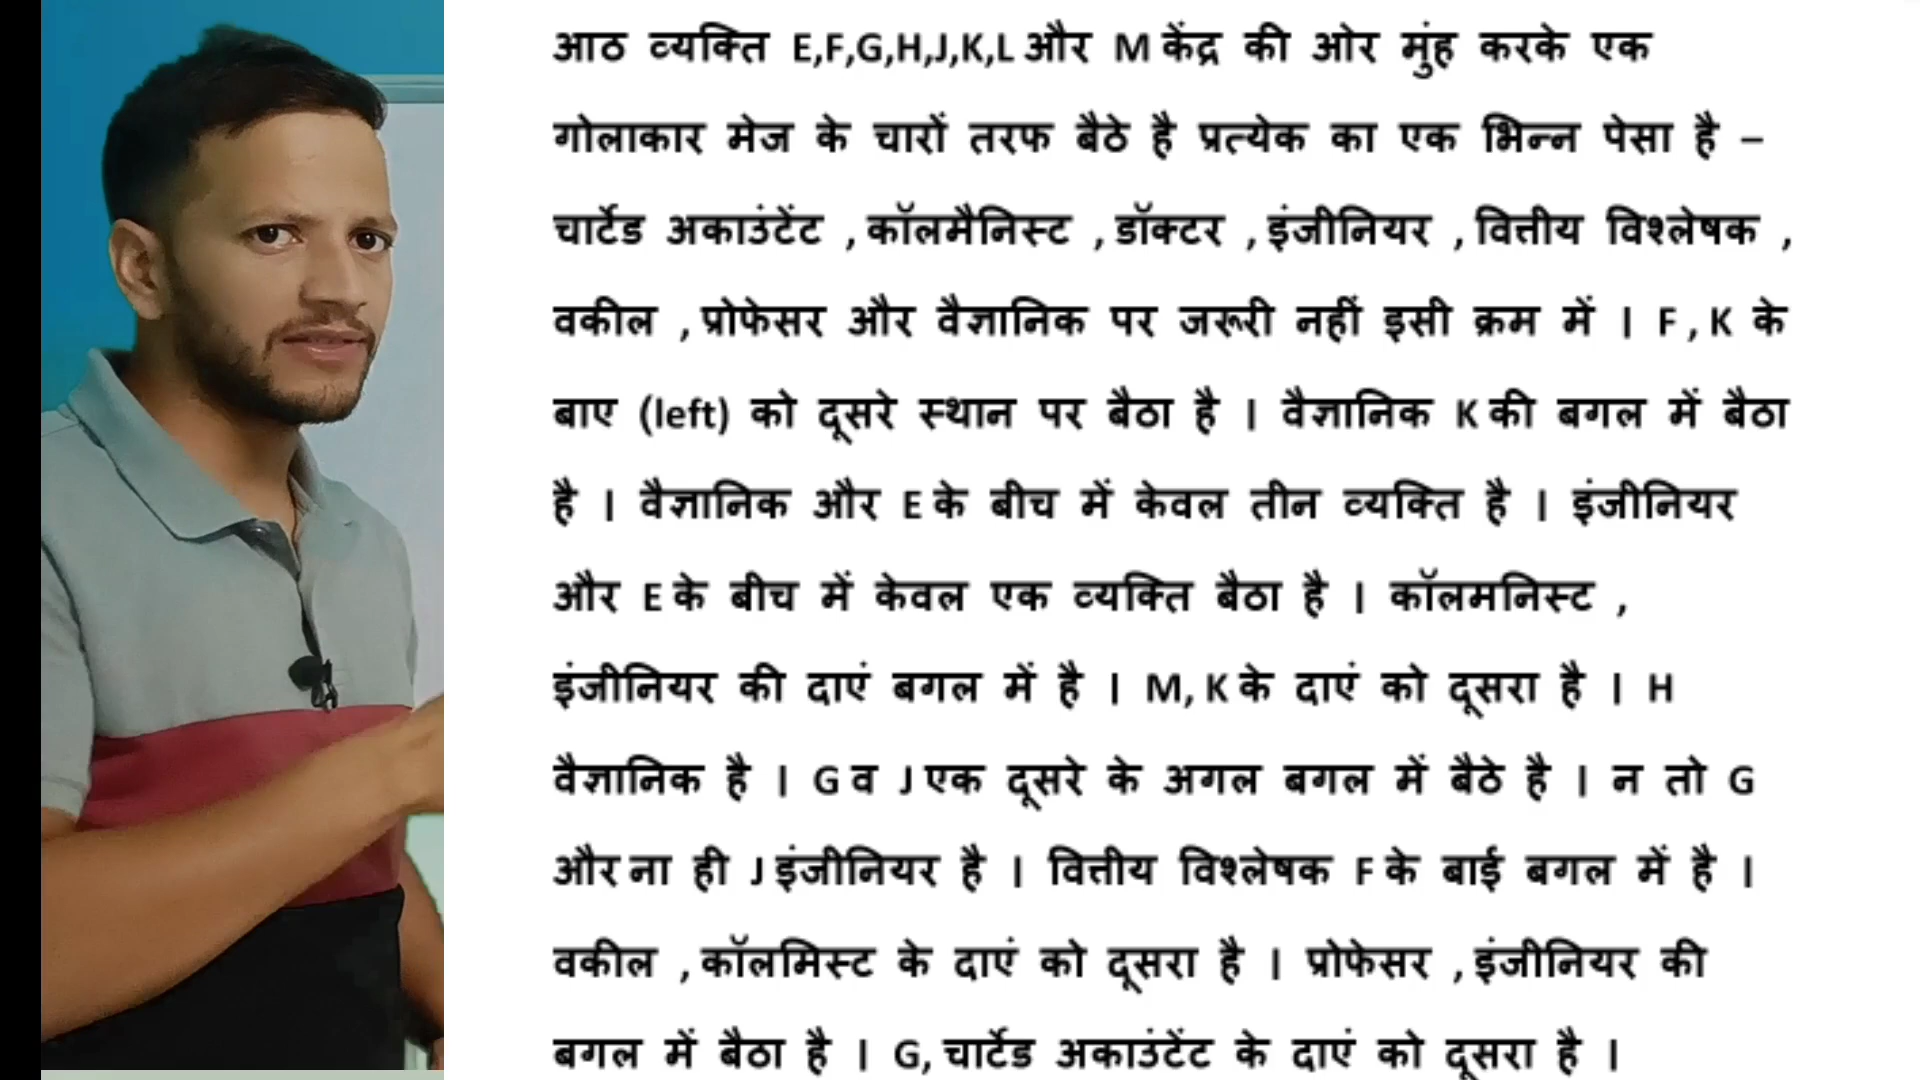 आठ व्यक्ति E,F,G,H,J,K,L और M केंद्र की ओर मुंह करके एक
गोलाकार मेज के चारों तरफ बैठे है प्रत्येक का एक भिन्न पेसा है –
चार्टेड अकाउंटेंट ,कॉलमैनिस्ट ,डॉक्टर ,इंजीनियर ,वित्तीय विश्लेषक ,
वकील ,प्रोफेसर और वैज्ञानिक पर जरूरी नहीं इसी क्रम में । F,K के
बाए (left) को दूसरे स्थान पर बैठा है । वैज्ञानिक K की बगल में बैठा
है । वैज्ञानिक और E के बीच में केवल तीन व्यक्ति है । इंजीनियर
और E के बीच में केवल एक व्यक्ति बैठा है । कॉलमनिस्ट ,
इंजीनियर की दाएं बगल में है । M, K के दाएं को दूसरा है । H
वैज्ञानिक है । G व J एक दूसरे के अगल बगल में बैठे है । न तो G
और ना ही J इंजीनियर है । वित्तीय विश्लेषक F के बाई बगल में है ।
वकील ,कॉलमिस्ट के दाएं को दूसरा है । प्रोफेसर ,इंजीनियर की
बगल में बैठा है । G, चार्टेड अकाउंटेंट के दाएं को दूसरा है ।